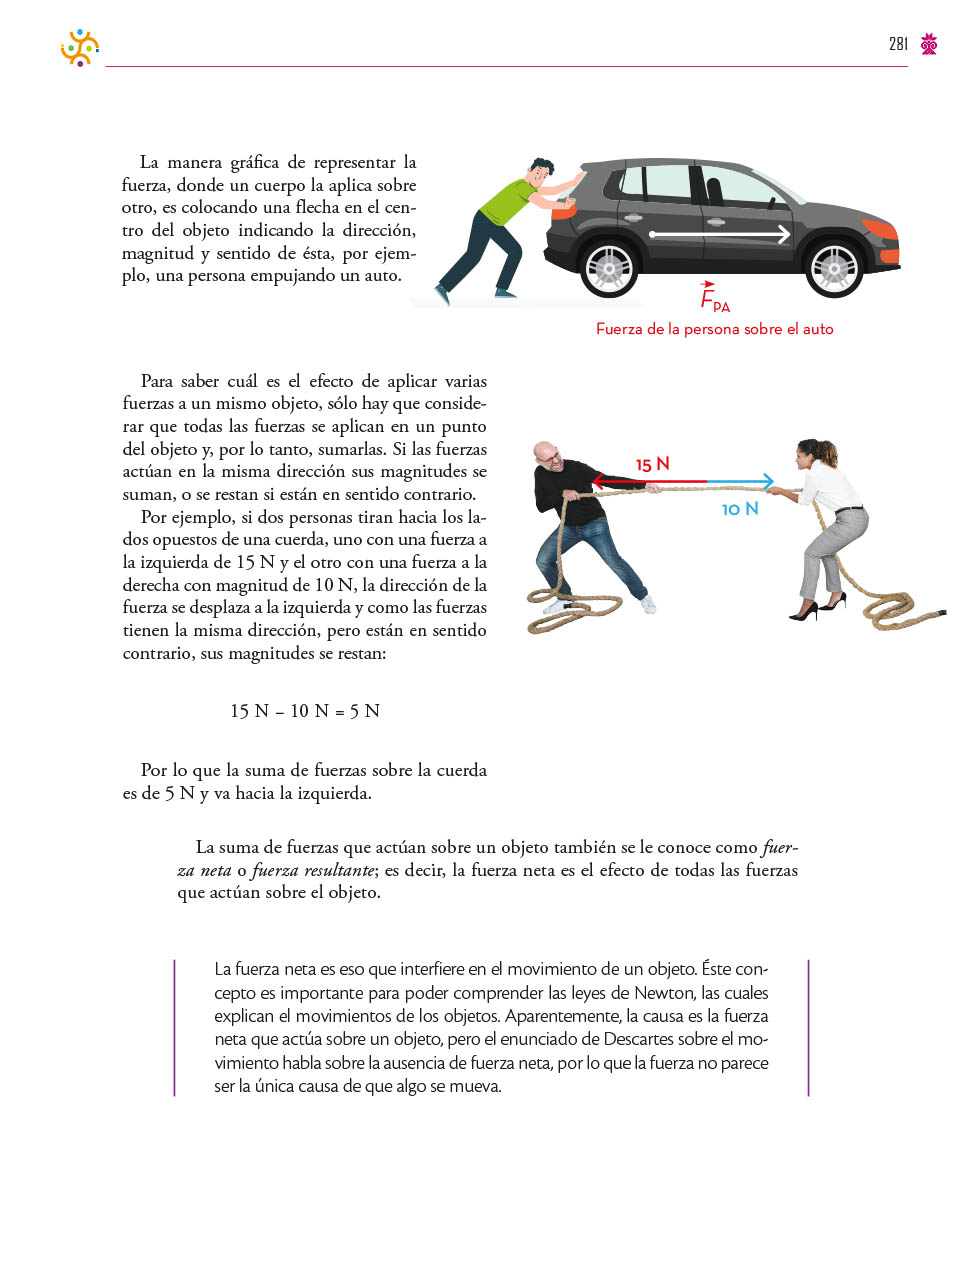 281
La manera gráfica de representar la
fuerza, donde un cuerpo la aplica sobre
otro, es colocando una flecha en el cen-
tro del objeto indicando la dirección,
magnitud y sentido de ésta, por ejem-
plo, una persona empujando un auto.
F PA
Fuerza de la persona sobre el auto
Para saber cuál es el efecto de aplicar varias
fuerzas a un mismo objeto, sólo hay que conside-
rar que todas las fuerzas se aplican en un punto
del objeto y, por lo tanto, sumarlas. Si las fuerzas
actúan en la misma dirección sus magnitudes se
suman, o se restan si están en sentido contrario.
Por ejemplo, si dos personas tiran hacia los la-
dos opuestos de una cuerda, uno con una fuerza a
la izquierda de 15 N y el otro con una fuerza a la
derecha con magnitud de 10 N, la dirección de la
fuerza se desplaza a la izquierda y como las fuerzas
tienen la misma dirección, pero están en sentido
contrario, sus magnitudes se restan:
15 N
10 N
15 N – 10 N = 5 N
Por lo que la suma de fuerzas sobre la cuerda
es de 5 N y va hacia la izquierda.
La suma de fuerzas que actúan sobre un objeto también se le conoce como fuer-
za neta o fuerza resultante; es decir, la fuerza neta es el efecto de todas las fuerzas
que actúan sobre el objeto.
La fuerza neta es eso que interfiere en el movimiento de un objeto. Éste con-
cepto es importante para poder comprender las leyes de Newton, las cuales
explican el movimientos de los objetos. Aparentemente, la causa es la fuerza
neta que actúa sobre un objeto, pero el enunciado de Descartes sobre el mo-
vimiento habla sobre la ausencia de fuerza neta, por lo que la fuerza no parece
ser la única causa de que algo se mueva.